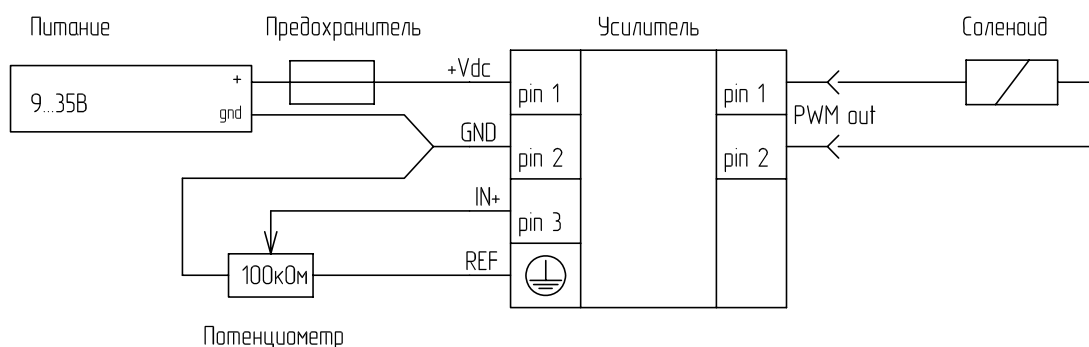 Питание
Предохранитель
Усилитель
Соленоид
9...35В
+
gnd
+Vdc
pin 1
pin 1
PWM out
GND
pin 2
pin 2
IN+
pin 3
REF
100кОм
Потенциометр